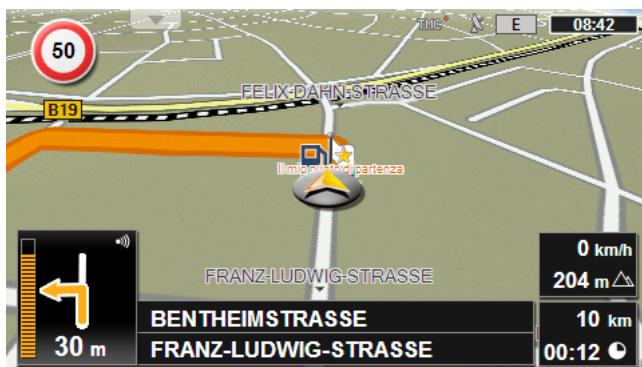 50
TMC
E
08:42
FELIX-DAHN-STRASSE
B19
Il mio punto di partenza
FRANZ-LUDWIG-STRASSE
0 km/h
204 m
BENTHEIMSTRASSE
10 km
30 m
FRANZ-LUDWIG-STRASSE
00:12